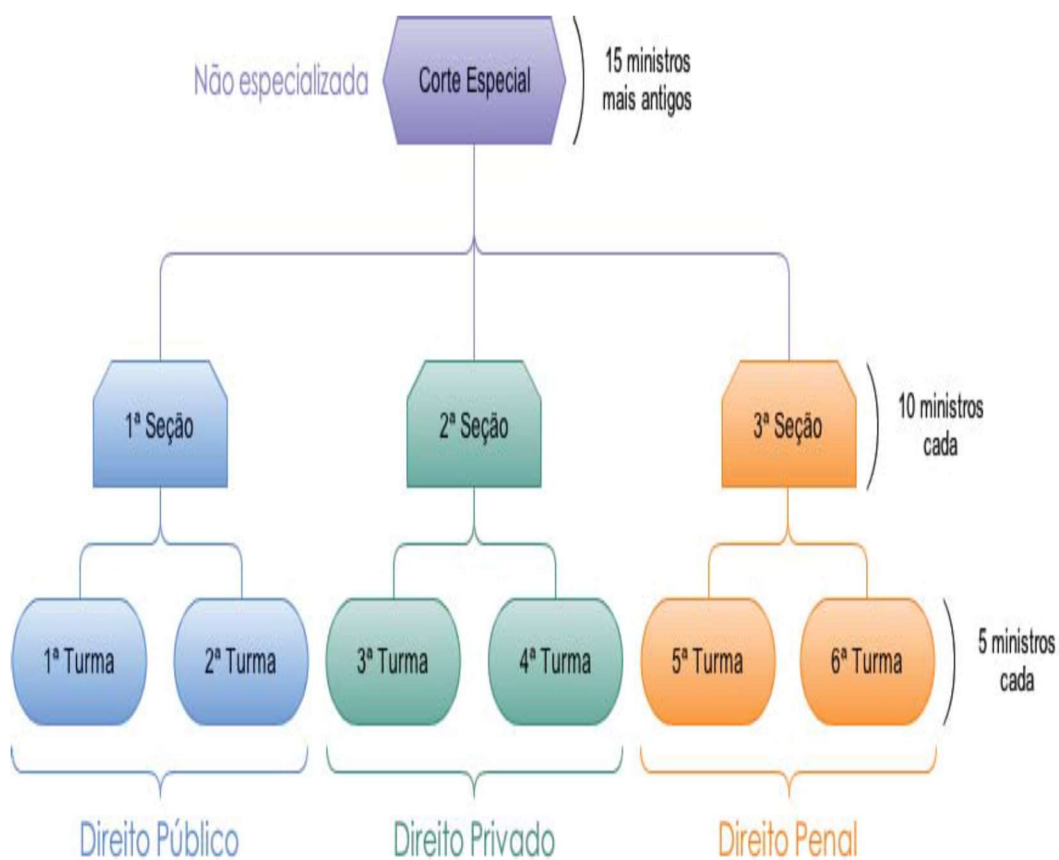 Não especializada
Corte Especial
15 ministros
mais antigos
1ª Seção
2ª Seção
3ª Seção
10 ministros
cada
1ª Turma
2ª Turma
3ª Turma
4ª Turma
5ª Turma
6ª Turma
5 ministros
cada
Direito Público
Direito Privado
Direito Penal